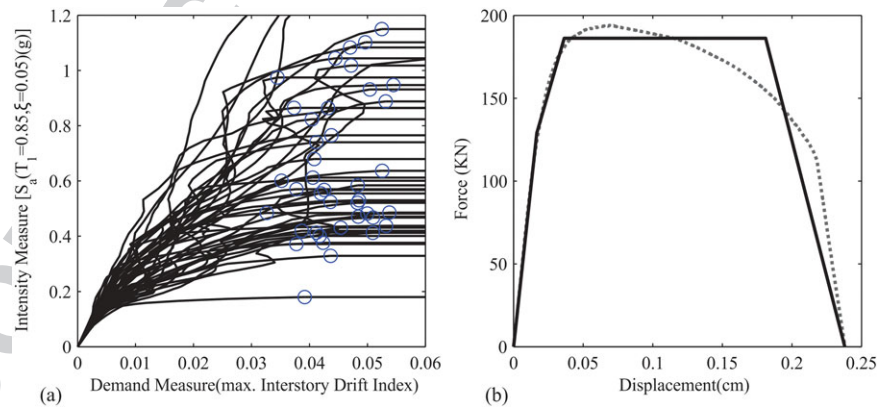 1.2
1
0.8
0.6
0.4
0.2
0
0 0.01 0.02 0.03 0.04 0.05 0.06
Intensity Measure [Sa(T1=0.85,ξ=0.05)(g)]
(a) Demand Measure(max. Interstory Drift Index)
200
150
100
50
0
0 0.05 0.1 0.15 0.2 0.25
Force (KN)
(b) Displacement(cm)